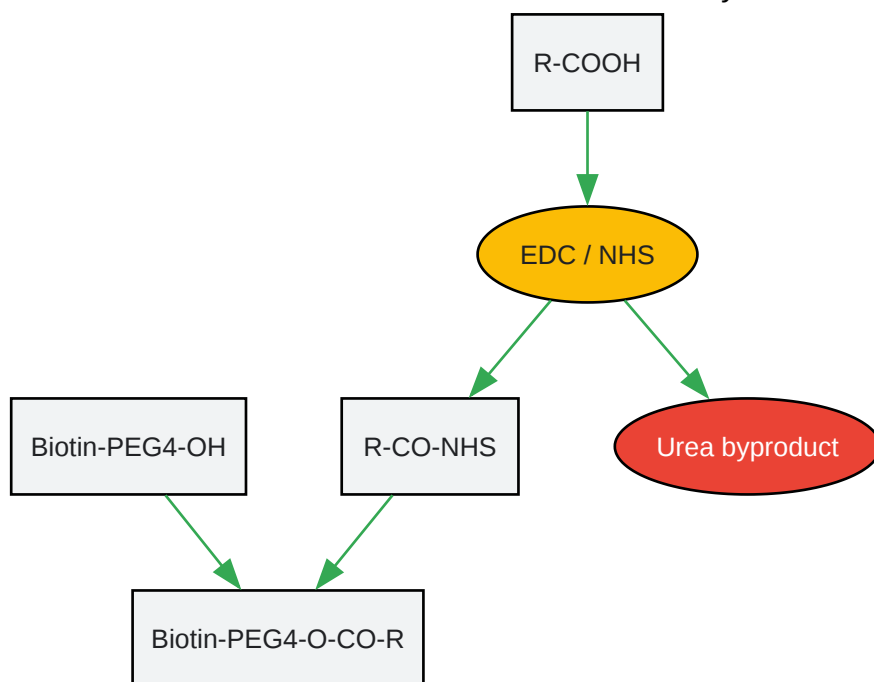 R-COOH
EDC / NHS
Biotin-PEG4-OH
R-CO-NHS
Urea byproduct
Biotin-PEG4-O-CO-R